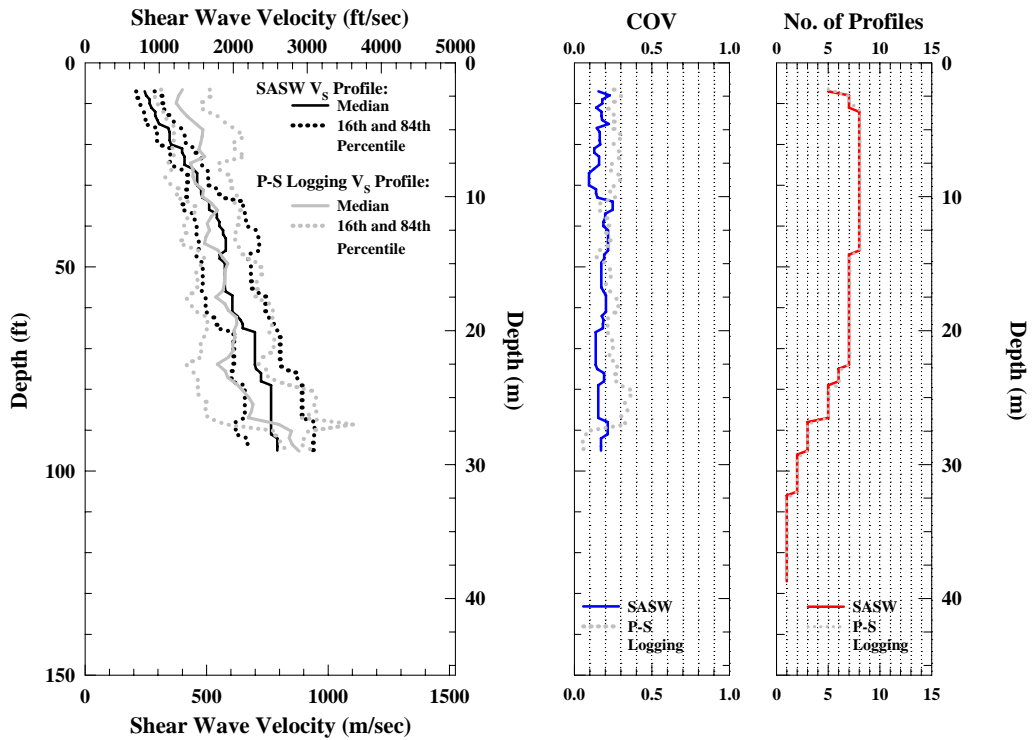 Shear Wave Velocity (ft/sec)
0 1000 2000 3000 4000 5000
COV
0.0 0.5 1.0
No. of Profiles
0 5 10 15
0
50
100
150
Depth (ft)
SASW VS Profile:
Median
16th and 84th
Percentile
P-S Logging VS Profile:
Median
16th and 84th
Percentile
0
10
20
30
40
Depth (m)
0 500 1000
Shear Wave Velocity (m/sec)
SASW
P-S
Logging
0.0 0.5 1.0
SASW
P-S
Logging
0 5 10 15
0
10
20
30
40
Depth (m)